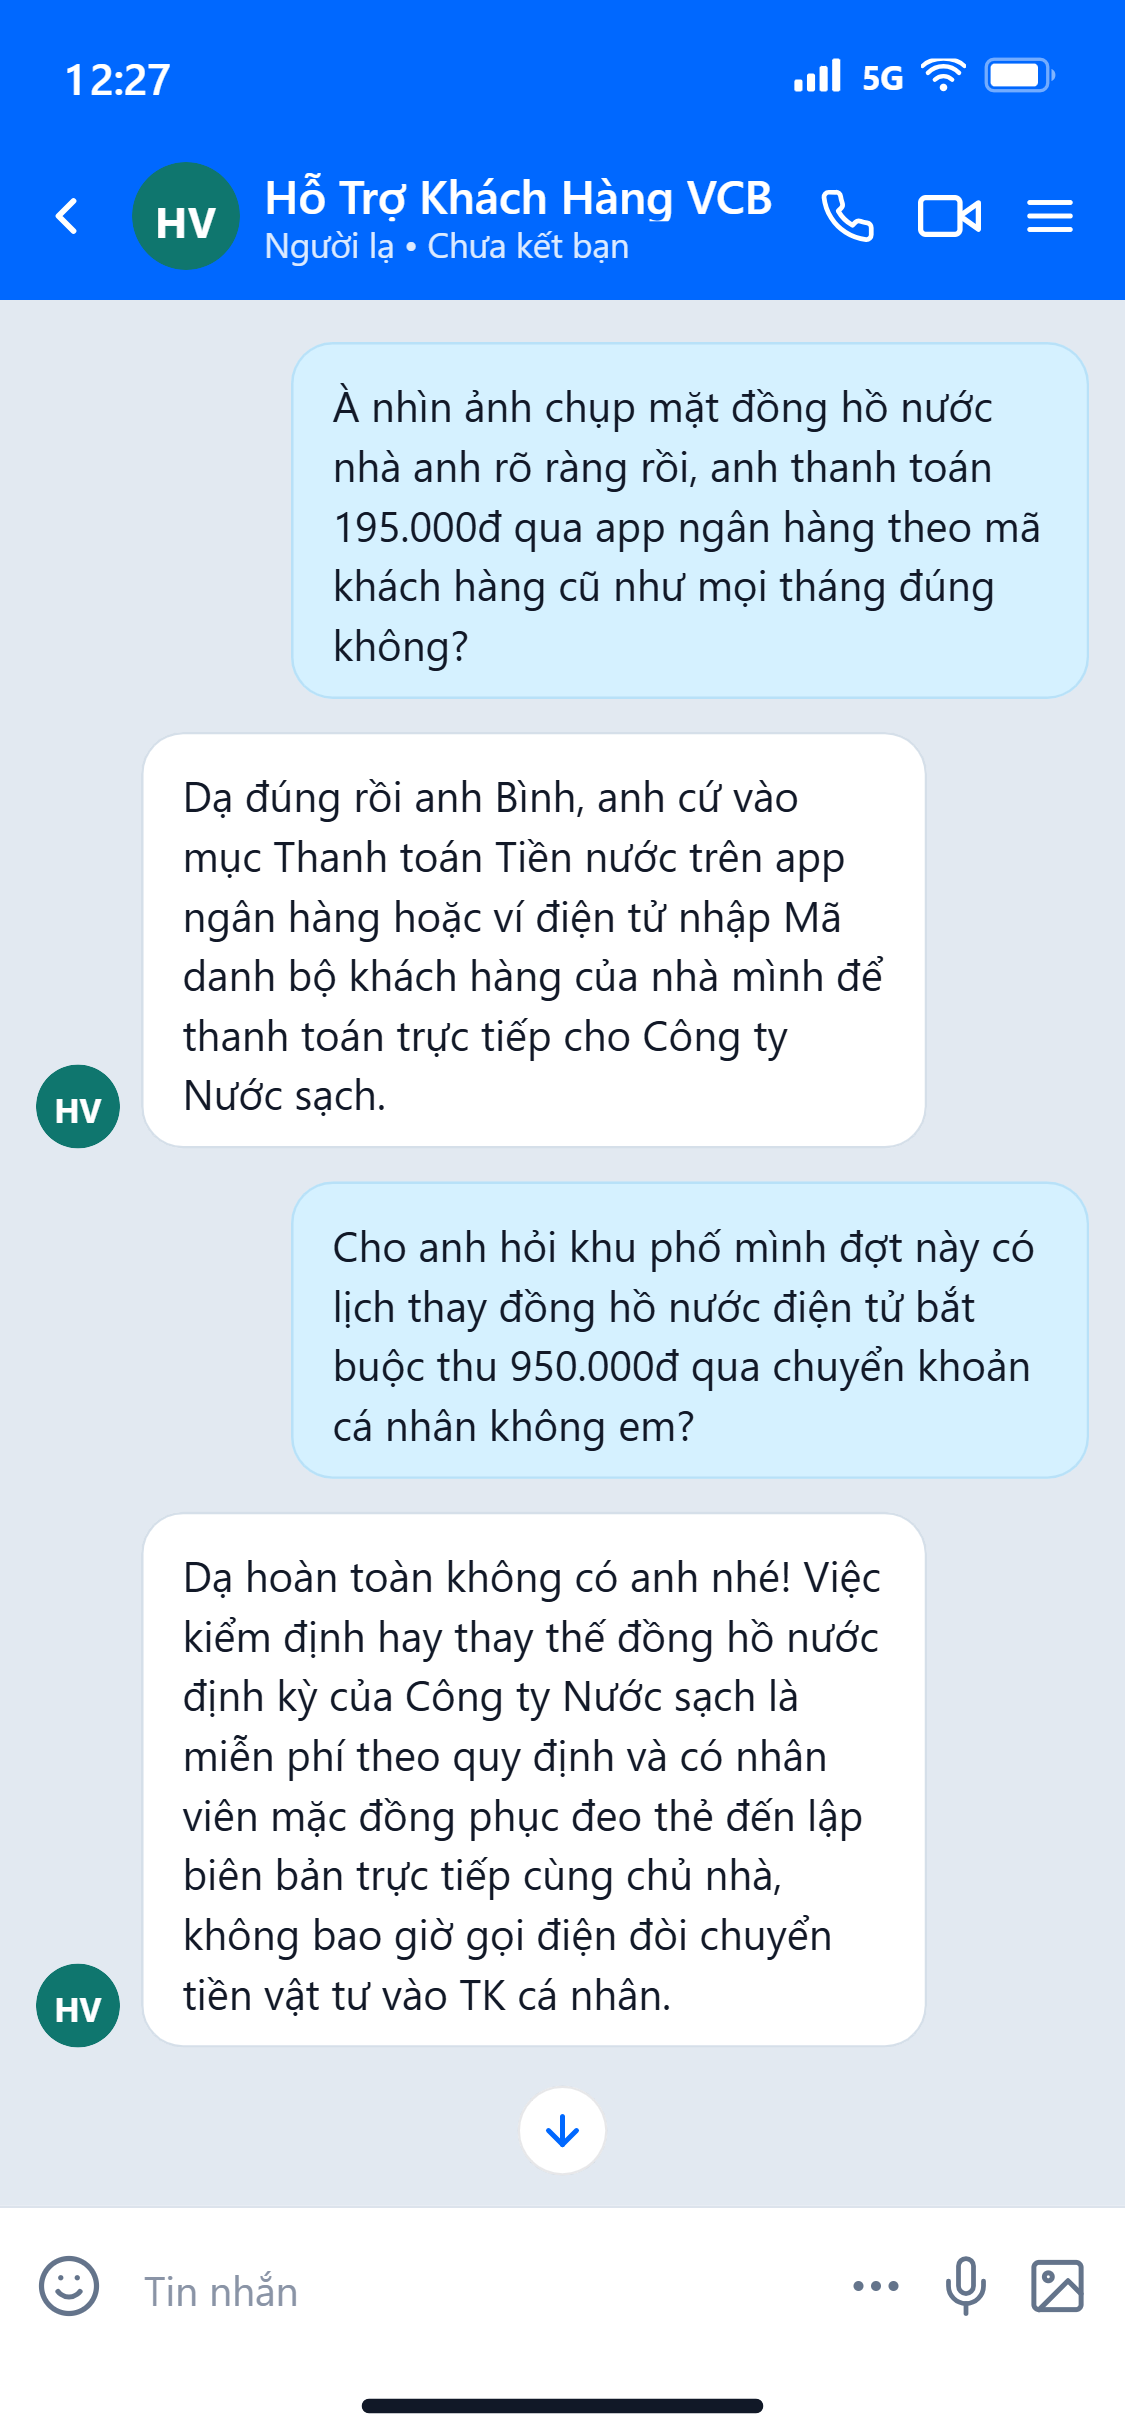 12:27
5G
HV
Hỗ Trợ Khách Hàng VCB
Người lạ • Chưa kết bạn
À nhìn ảnh chụp mặt đồng hồ nước
nhà anh rõ ràng rồi, anh thanh toán
195.000đ qua app ngân hàng theo mã
khách hàng cũ như mọi tháng đúng
không?
Dạ đúng rồi anh Bình, anh cứ vào
mục Thanh toán Tiền nước trên app
ngân hàng hoặc ví điện tử nhập Mã
danh bộ khách hàng của nhà mình để
thanh toán trực tiếp cho Công ty
Nước sạch.
HV
Cho anh hỏi khu phố mình đợt này có
lịch thay đồng hồ nước điện tử bắt
buộc thu 950.000đ qua chuyển khoản
cá nhân không em?
Dạ hoàn toàn không có anh nhé! Việc
kiểm định hay thay thế đồng hồ nước
định kỳ của Công ty Nước sạch là
miễn phí theo quy định và có nhân
viên mặc đồng phục đeo thẻ đến lập
biên bản trực tiếp cùng chủ nhà,
không bao giờ gọi điện đòi chuyển
tiền vật tư vào TK cá nhân.
HV
Tin nhắn